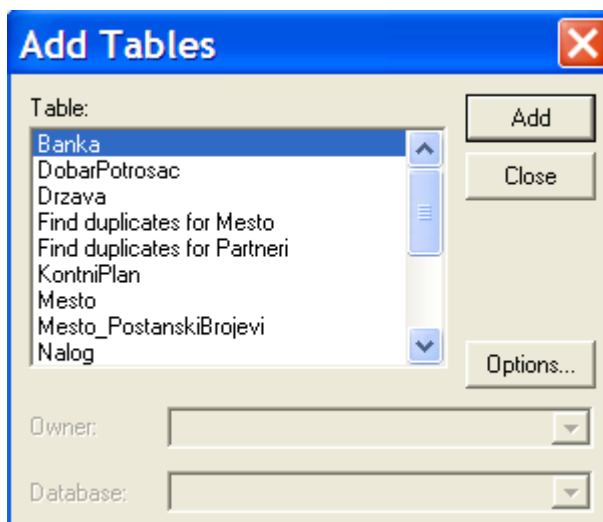 Add Tables
Table:
Add
Banka
DobarPotrosac
Close
Drzava
Find duplicates for Mesto
Find duplicates for Partneri
KontniPlan
Mesto
Mesto_PostanskiBrojevi
Nalog
Options...
Owner:
Database: